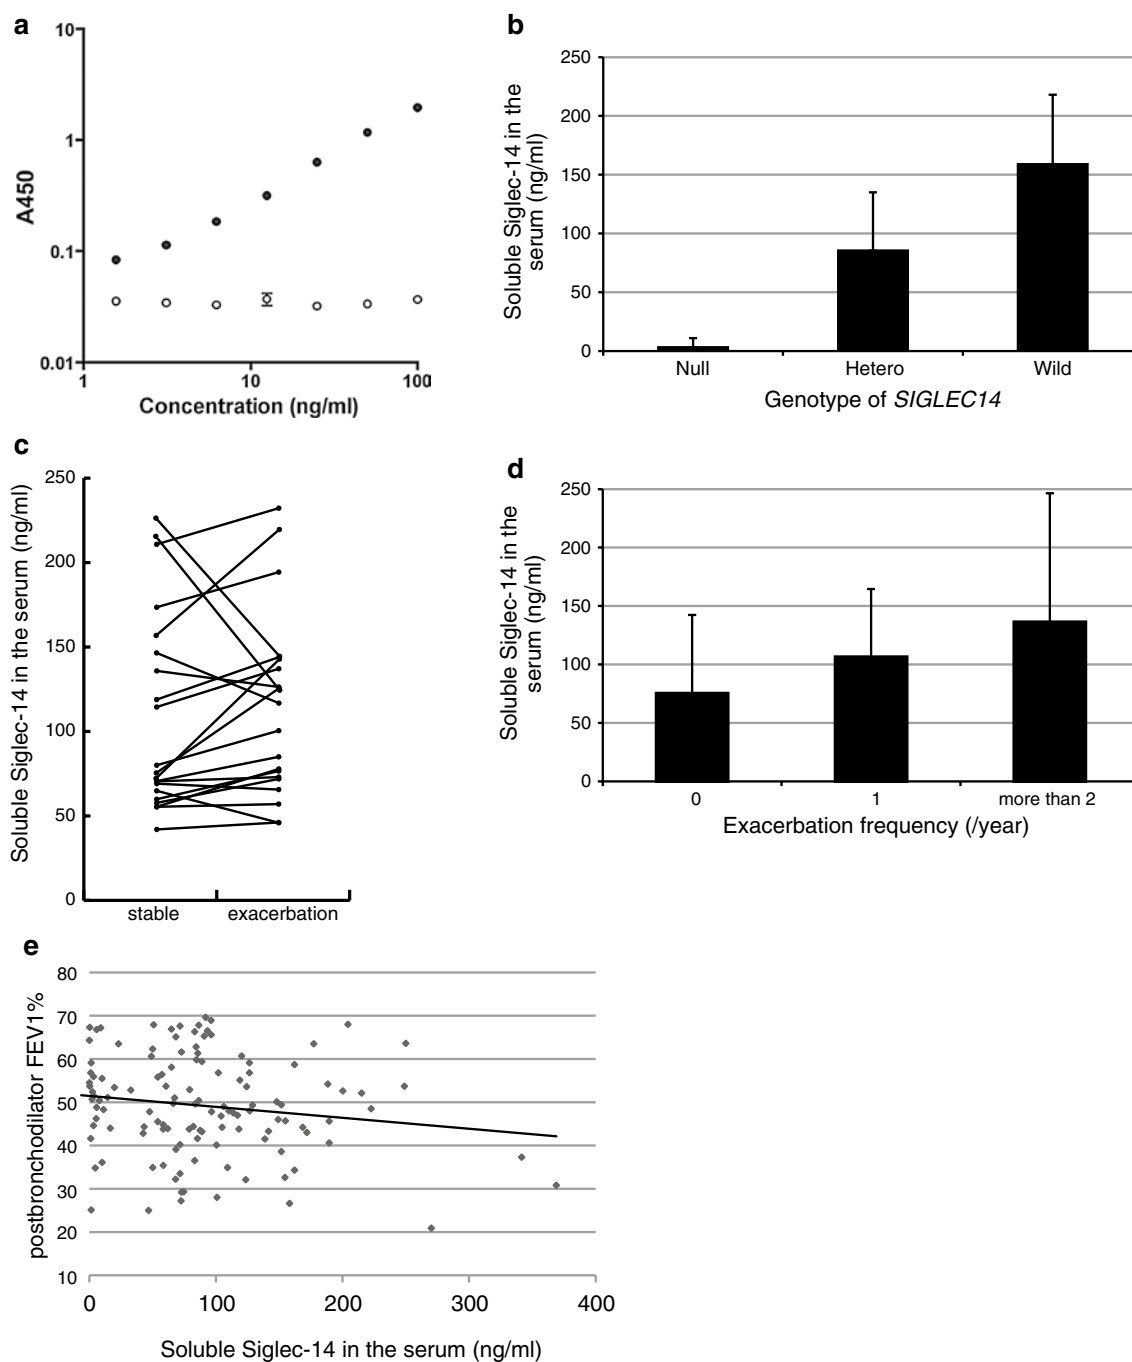 a
10
1
0.1
0.01
A450
1
10
100
Concentration (ng/ml)
b
250
200
150
100
50
0
Soluble Siglec-14 in the
serum (ng/ml)
Null
Hetero
Wild
Genotype of SIGLEC14
c
250
200
150
100
50
0
Soluble Siglec-14 in the serum (ng/ml)
stable
exacerbation
d
250
200
150
100
50
0
Soluble Siglec-14 in the
serum (ng/ml)
0
1
more than 2
Exacerbation frequency (/year)
e
80
70
60
50
40
30
20
10
postbronchodilator FEV1%
0
100
200
300
400
Soluble Siglec-14 in the serum (ng/ml)